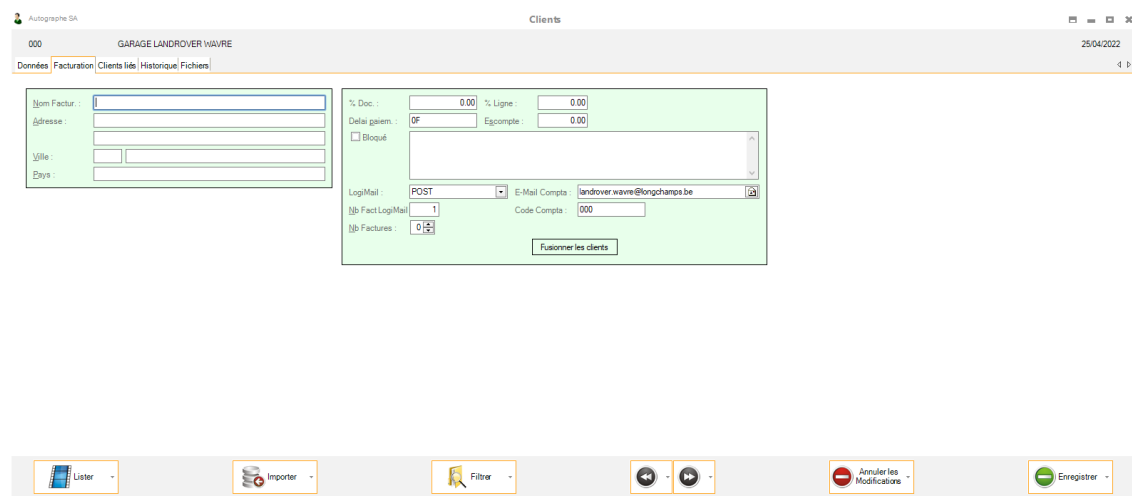 Autographe SA
Clients
000 GARAGE LANDROVER WAVRE 25/04/2022
Données Facturation Clients liés Historique Fichiers
Nom Factur. :
Adresse :
Ville :
Pays :
% Doc. : 0.00 % Ligne : 0.00
Delai paiem. : 0F Escompte : 0.00
Bloqué
LogiMail : POST E-Mail Compta : landrover.wavre@longchamps.be
Nb Fact LogiMail 1 Code Compta : 000
Nb Factures : 0
Fusionner les clients
Lister Importer Filtrer Annuler les Modifications Enregistrer